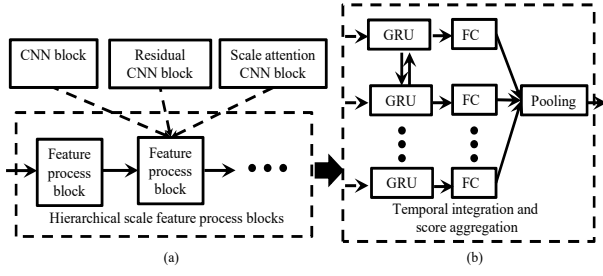 CNN block
Residual
CNN block
Scale attention
CNN block
Feature
process
block
Feature
process
block
Hierarchical scale feature process blocks
(a)
GRU
FC
GRU
FC
Pooling
GRU
FC
Temporal integration and
score aggregation
(b)